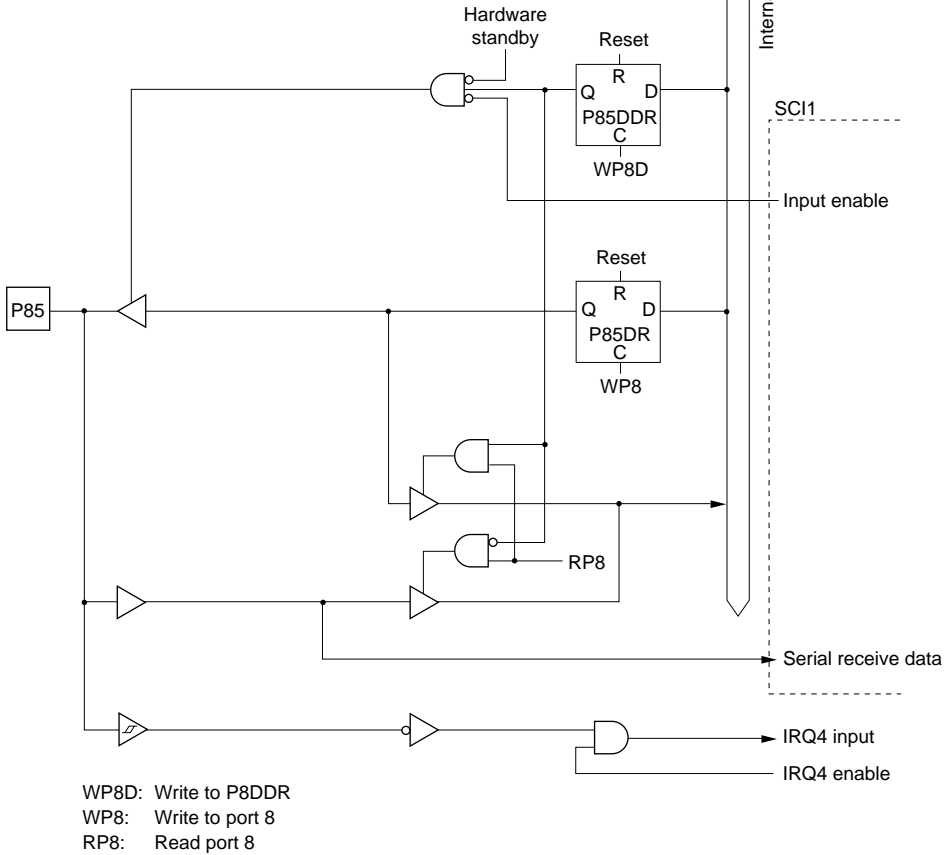 Hardware
standby
Reset
R
Q
D
P85DDR
C
WP8D
Intern
SCI1
Input enable
Reset
R
Q
D
P85DR
C
WP8
P85
RP8
Serial receive data
IRQ4 input
IRQ4 enable
WP8D: Write to P8DDR
WP8: Write to port 8
RP8: Read port 8